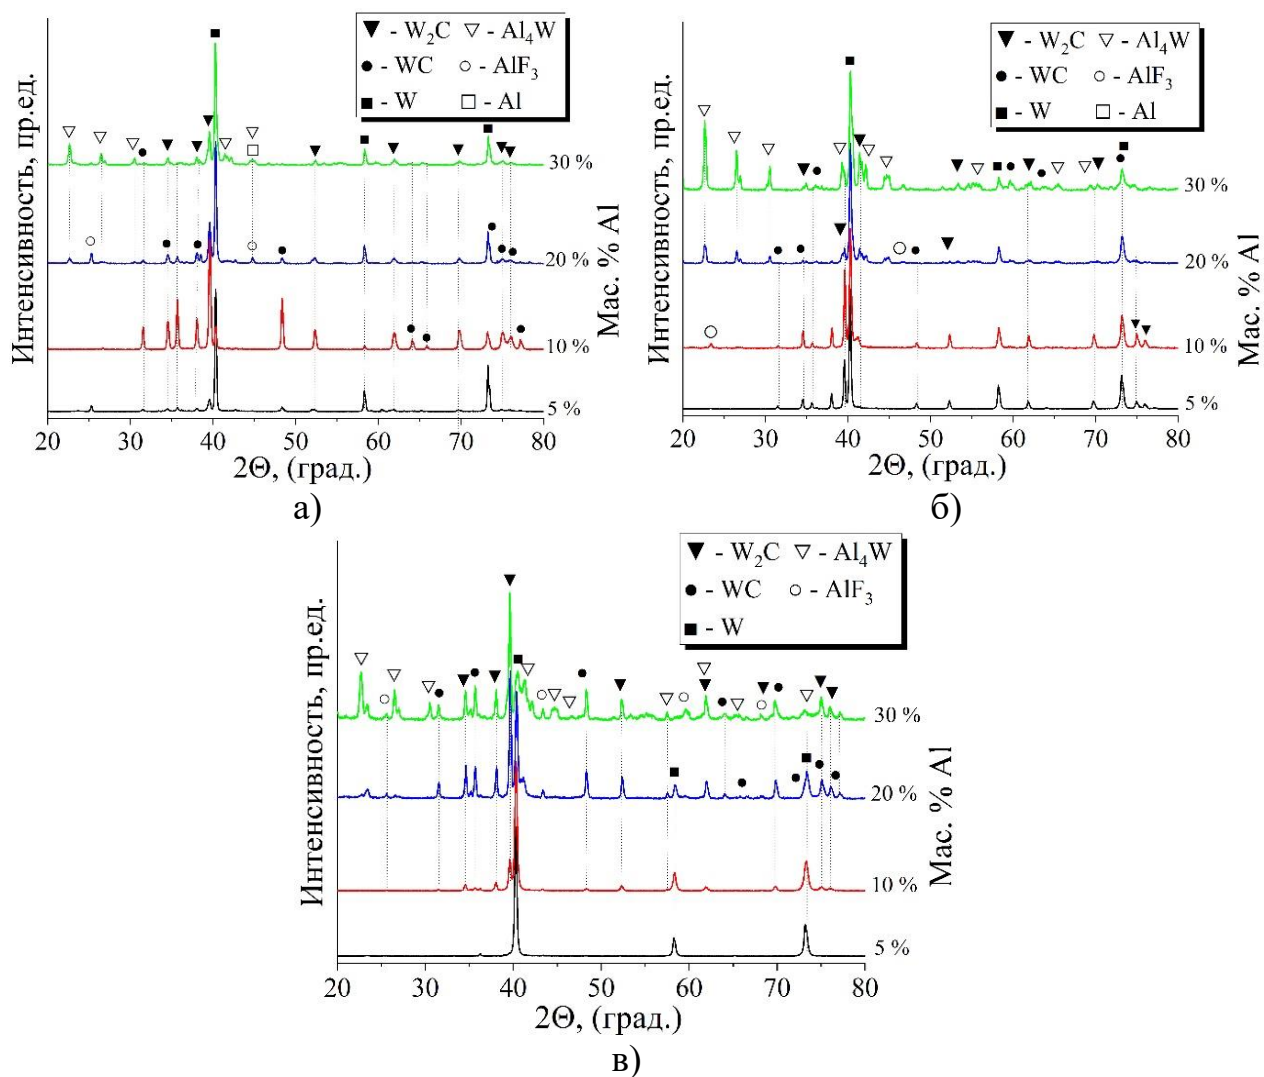 ▼ - W₂C ▽ - Al₄W
● - WC ○ - AlF₃
■ - W □ - Al
Интенсивность, пр.ед.
30 %
20 %
10 %
5 %
Мас. % Al
20 30 40 50 60 70 80
2Θ, (град.)
а)
▼ - W₂C ▽ - Al₄W
● - WC ○ - AlF₃
■ - W □ - Al
Интенсивность, пр.ед.
30 %
20 %
10 %
5 %
Мас. % Al
20 30 40 50 60 70 80
2Θ, (град.)
б)
▼ - W₂C ▽ - Al₄W
● - WC ○ - AlF₃
■ - W
Интенсивность, пр.ед.
30 %
20 %
10 %
5 %
Мас. % Al
20 30 40 50 60 70 80
2Θ, (град.)
в)